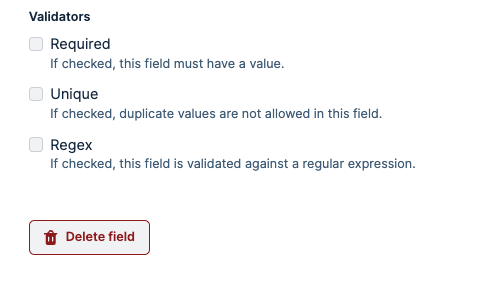 Validators
Required
If checked, this field must have a value.
Unique
If checked, duplicate values are not allowed in this field.
Regex
If checked, this field is validated against a regular expression.
Delete field